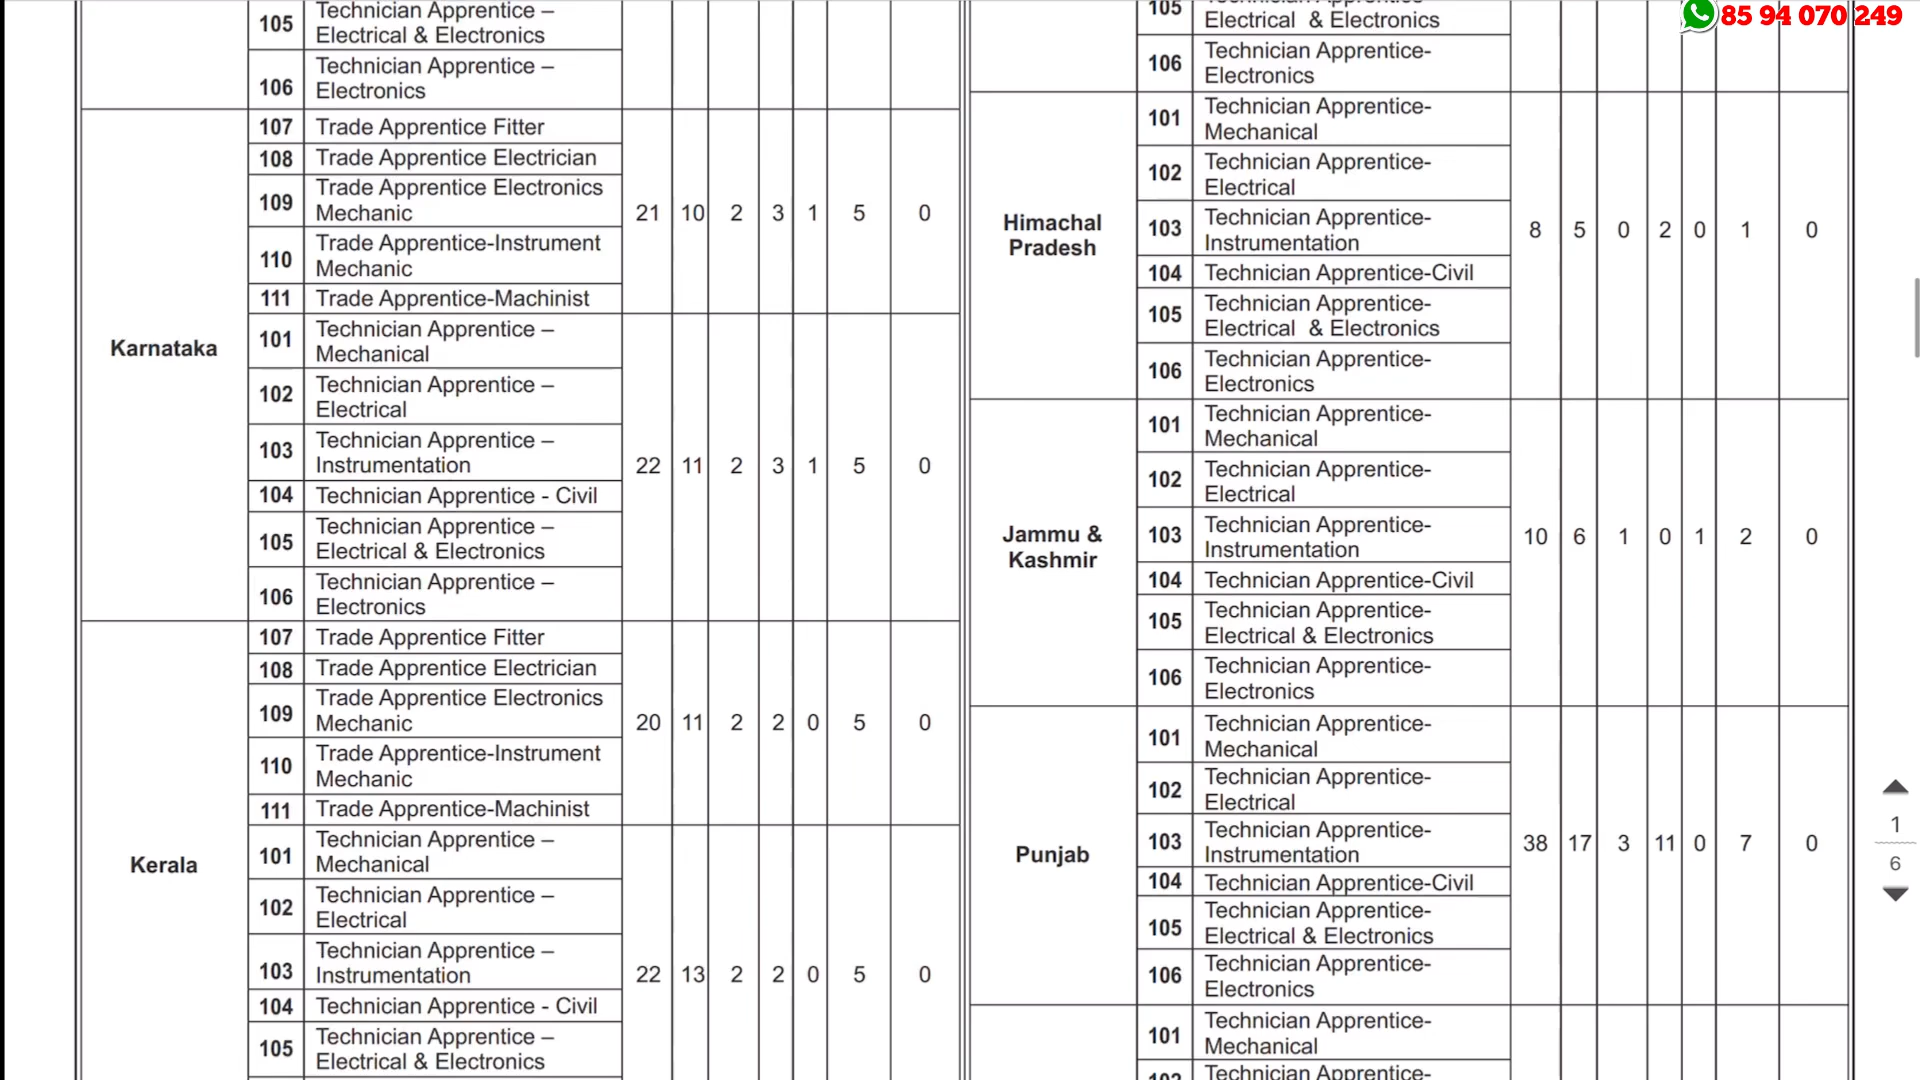 85 94 070 249
105
Technician Apprentice –
Electrical & Electronics
106
Technician Apprentice –
Electronics
Karnataka
107
Trade Apprentice Fitter
108
Trade Apprentice Electrician
109
Trade Apprentice Electronics
Mechanic
110
Trade Apprentice-Instrument
Mechanic
111
Trade Apprentice-Machinist
21 10 2 3 1 5 0
101
Technician Apprentice –
Mechanical
102
Technician Apprentice –
Electrical
103
Technician Apprentice –
Instrumentation
104
Technician Apprentice - Civil
105
Technician Apprentice –
Electrical & Electronics
106
Technician Apprentice –
Electronics
22 11 2 3 1 5 0
Kerala
107
Trade Apprentice Fitter
108
Trade Apprentice Electrician
109
Trade Apprentice Electronics
Mechanic
110
Trade Apprentice-Instrument
Mechanic
111
Trade Apprentice-Machinist
20 11 2 2 0 5 0
101
Technician Apprentice –
Mechanical
102
Technician Apprentice –
Electrical
103
Technician Apprentice –
Instrumentation
104
Technician Apprentice - Civil
105
Technician Apprentice –
Electrical & Electronics
22 13 2 2 0 5 0
105
Technician Apprentice-
Electrical & Electronics
106
Technician Apprentice-
Electronics
Himachal
Pradesh
101
Technician Apprentice-
Mechanical
102
Technician Apprentice-
Electrical
103
Technician Apprentice-
Instrumentation
104
Technician Apprentice-Civil
105
Technician Apprentice-
Electrical & Electronics
106
Technician Apprentice-
Electronics
8 5 0 2 0 1 0
Jammu &
Kashmir
101
Technician Apprentice-
Mechanical
102
Technician Apprentice-
Electrical
103
Technician Apprentice-
Instrumentation
104
Technician Apprentice-Civil
105
Technician Apprentice-
Electrical & Electronics
106
Technician Apprentice-
Electronics
10 6 1 0 1 2 0
Punjab
101
Technician Apprentice-
Mechanical
102
Technician Apprentice-
Electrical
103
Technician Apprentice-
Instrumentation
104
Technician Apprentice-Civil
105
Technician Apprentice-
Electrical & Electronics
106
Technician Apprentice-
Electronics
38 17 3 11 0 7 0
101
Technician Apprentice-
Mechanical
102
Technician Apprentice-
1
6